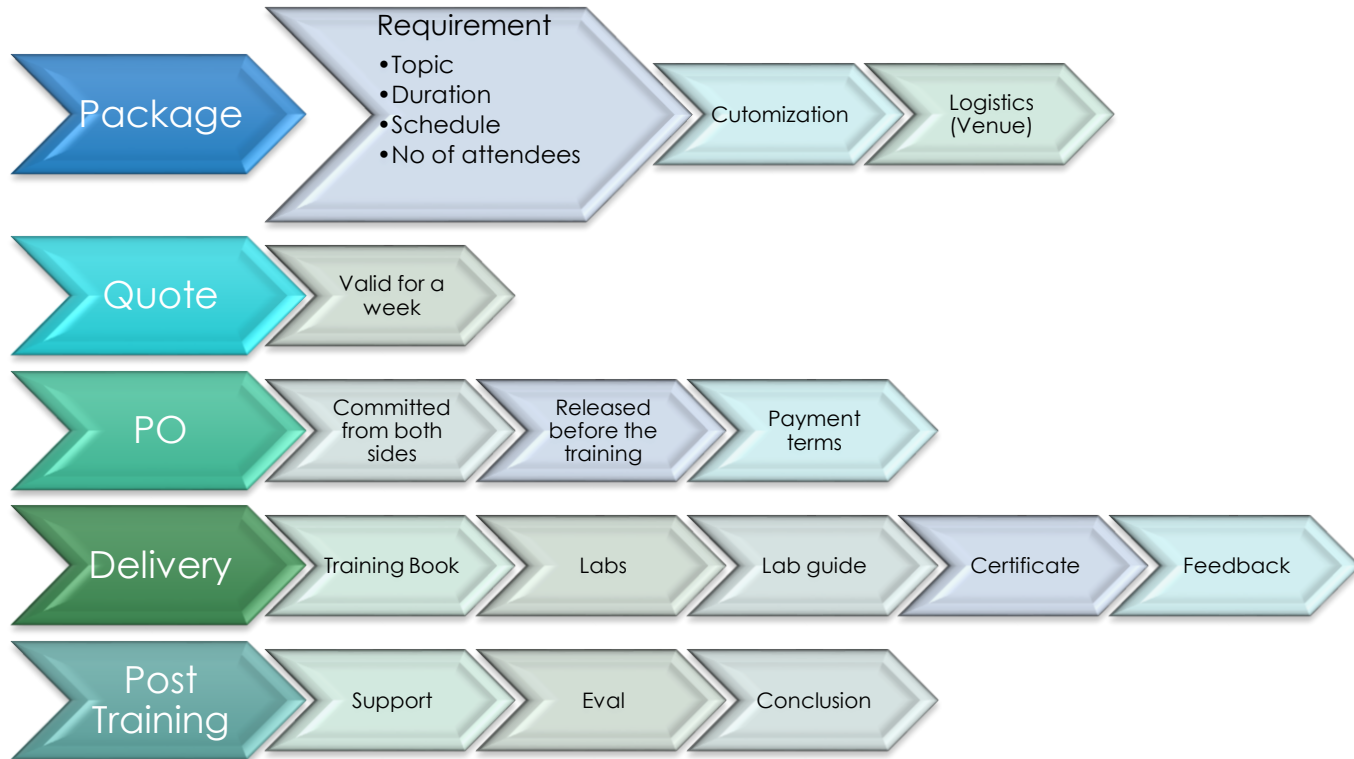 Package
Requirement
•Topic
•Duration
•Schedule
•No of attendees
Cutomization
Logistics
(Venue)
Quote
Valid for a
week
PO
Committed
from both
sides
Released
before the
training
Payment
terms
Delivery
Training Book
Labs
Lab guide
Certificate
Feedback
Post
Training
Support
Eval
Conclusion